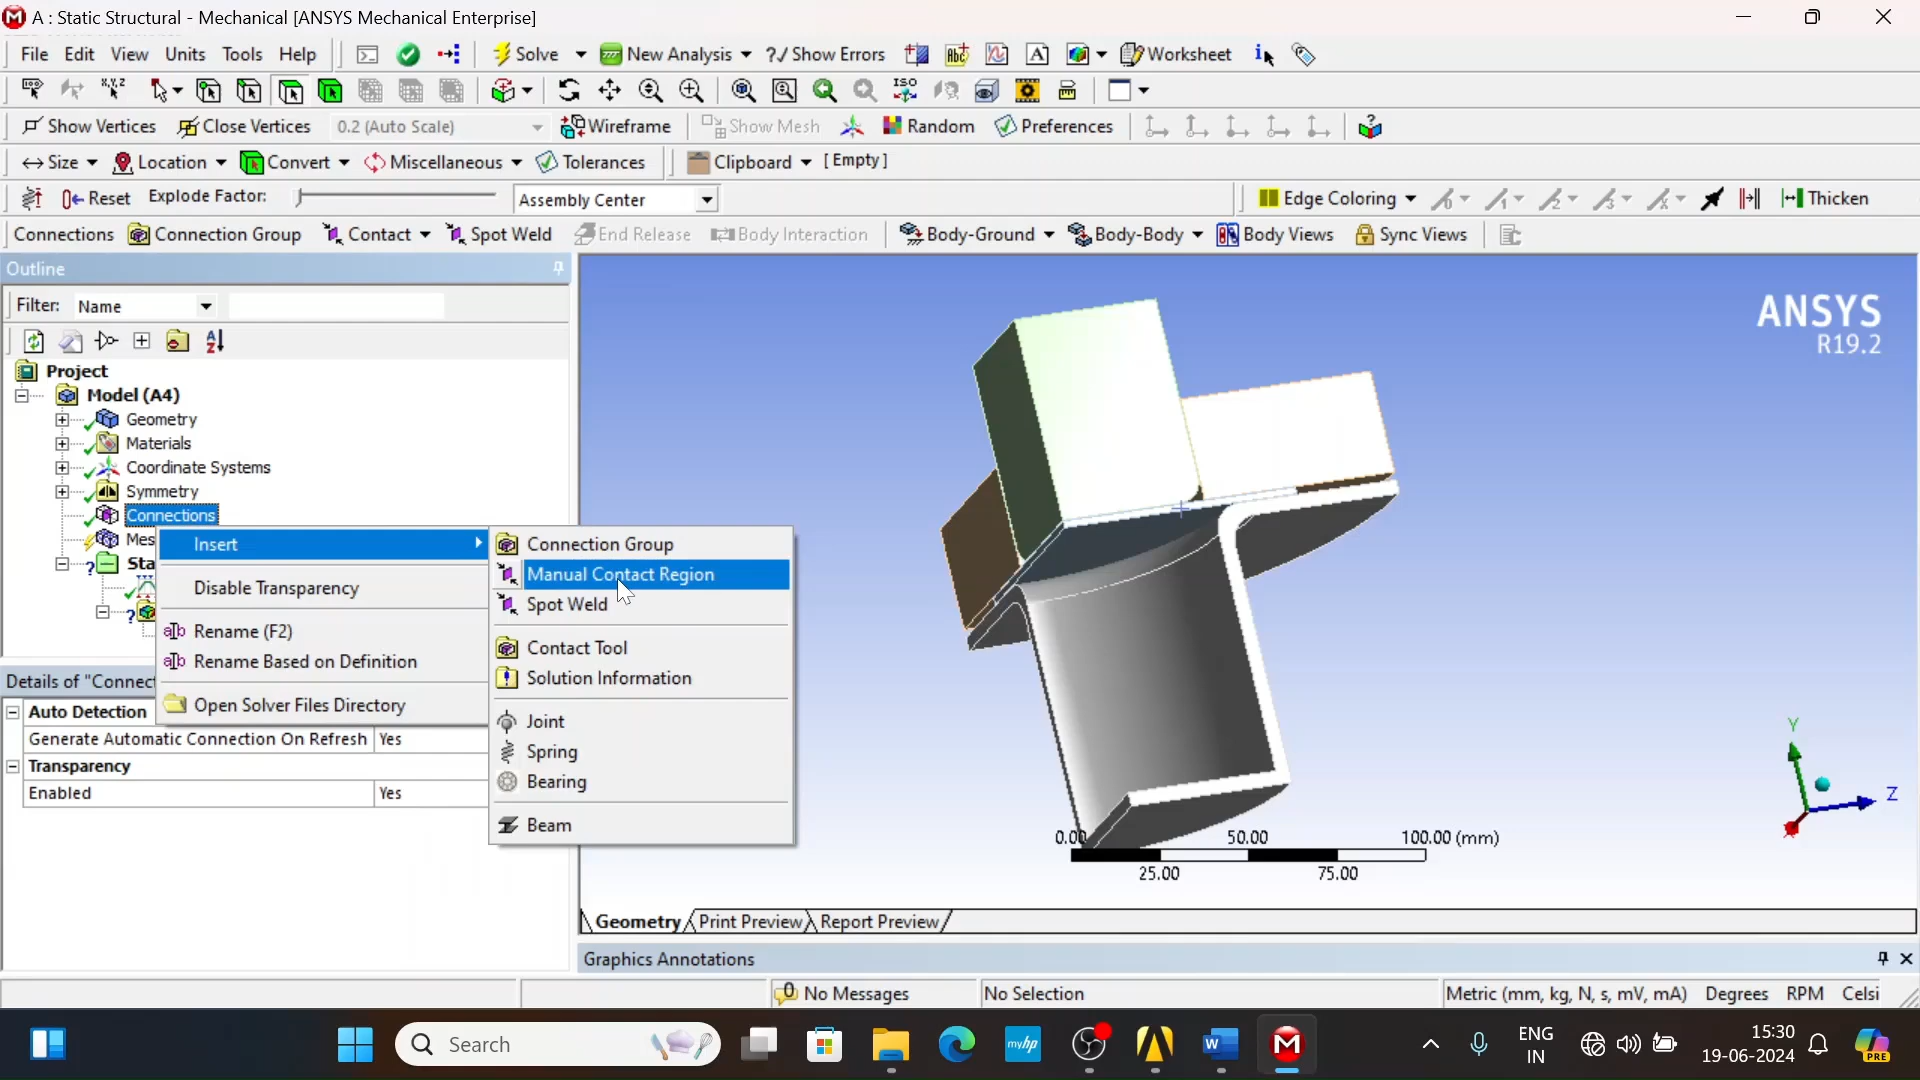 A : Static Structural - Mechanical [ANSYS Mechanical Enterprise]
File Edit View Units Tools Help Solve New Analysis ?/ Show Errors Worksheet
Show Vertices Close Vertices 0.2 (Auto Scale) Wireframe Show Mesh Random Preferences
Size Location Convert Miscellaneous Tolerances Clipboard [ Empty ]
Reset Explode Factor: Assembly Center Edge Coloring Thicken
Connections Connection Group Contact Spot Weld End Release Body Interaction Body-Ground Body-Body Body Views Sync Views
Outline
Filter: Name
Project
Model (A4)
Geometry
Materials
Coordinate Systems
Symmetry
Connections
Mes
Sta
Insert
Disable Transparency
Rename (F2)
Rename Based on Definition
Open Solver Files Directory
Connection Group
Manual Contact Region
Spot Weld
Contact Tool
Solution Information
Joint
Spring
Bearing
Beam
Details of "Connect
Auto Detection
Generate Automatic Connection On Refresh Yes
Transparency
Enabled Yes
ANSYS
R19.2
Y
Z
0.00 50.00 100.00 (mm)
25.00 75.00
Geometry Print Preview Report Preview
Graphics Annotations
0 No Messages No Selection Metric (mm, kg, N, s, mV, mA) Degrees RPM Celsi
Search
myhp
ENG
IN
15:30
19-06-2024
PRE